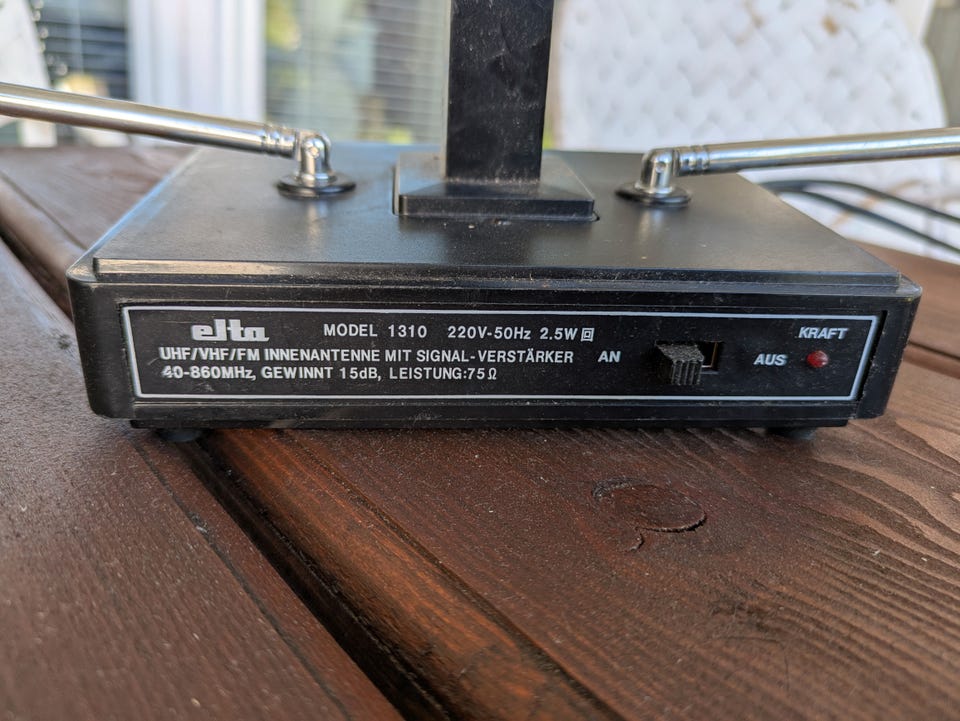 elta MODEL 1310 220V-50Hz 2.5W
UHF/VHF/FM INNENANTENNE MIT SIGNAL-VERSTÄRKER
40-860MHz, GEWINNT 15dB, LEISTUNG:75Ω
AN
AUS
KRAFT